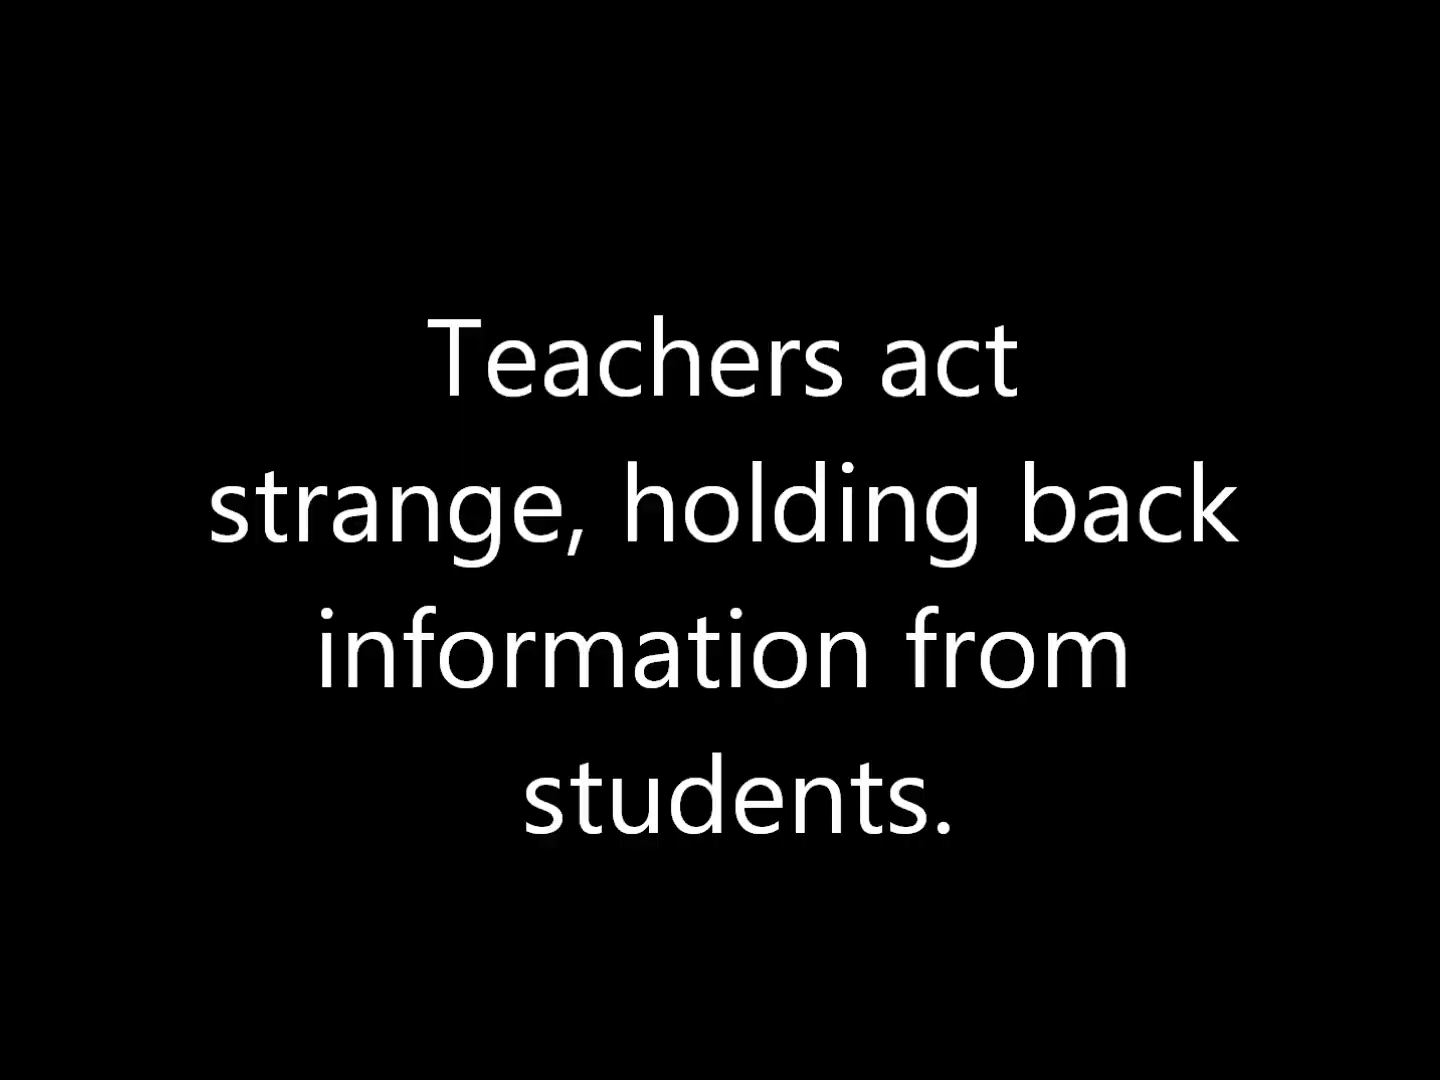 Teachers act
strange, holding back
information from
students.